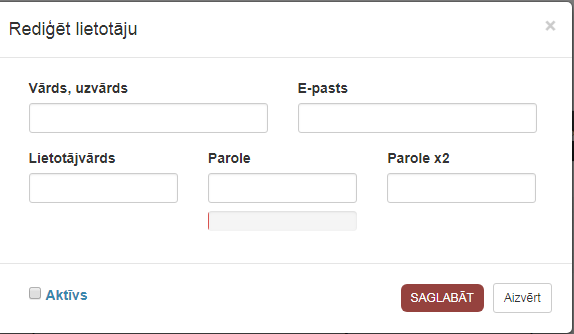 Rediģēt lietotāju ×
Vārds, uzvārds E-pasts
Lietotājvārds Parole Parole x2
Aktīvs SAGLABĀT Aizvērt